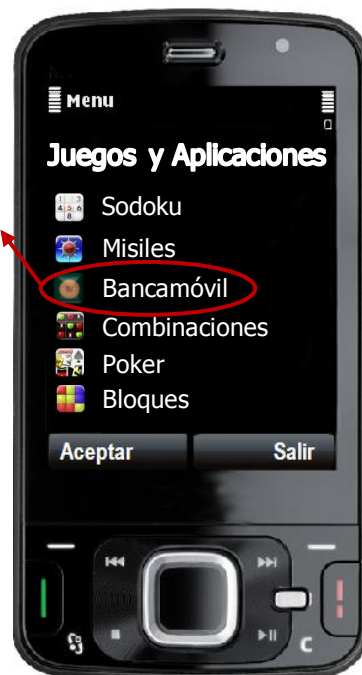 Menu
Juegos y Aplicaciones
Sodoku
Misiles
Bancamóvil
Combinaciones
Poker
Bloques
Aceptar Salir
C